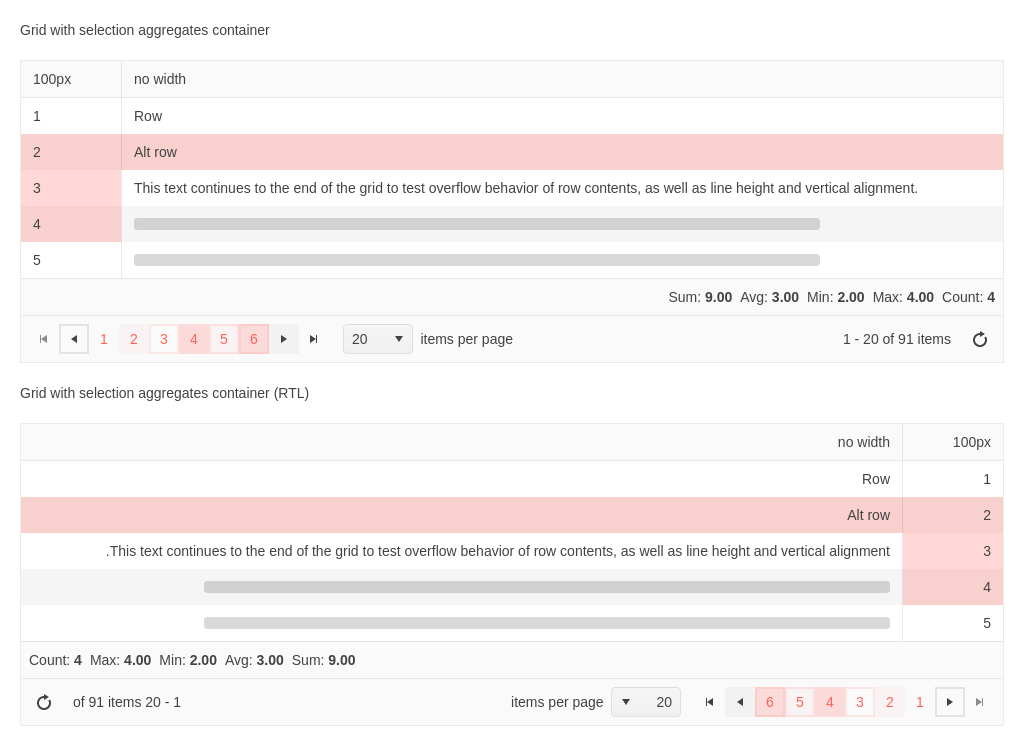 Grid with selection aggregates container
100px no width
1 Row
2 Alt row
3 This text continues to the end of the grid to test overflow behavior of row contents, as well as line height and vertical alignment.
4
5
Sum: 9.00 Avg: 3.00 Min: 2.00 Max: 4.00 Count: 4
1 2 3 4 5 6 20 items per page 1 - 20 of 91 items
Grid with selection aggregates container (RTL)
no width 100px
Row 1
Alt row 2
.This text continues to the end of the grid to test overflow behavior of row contents, as well as line height and vertical alignment 3
4
5
Count: 4 Max: 4.00 Min: 2.00 Avg: 3.00 Sum: 9.00
of 91 items 20 - 1 items per page 20 6 5 4 3 2 1